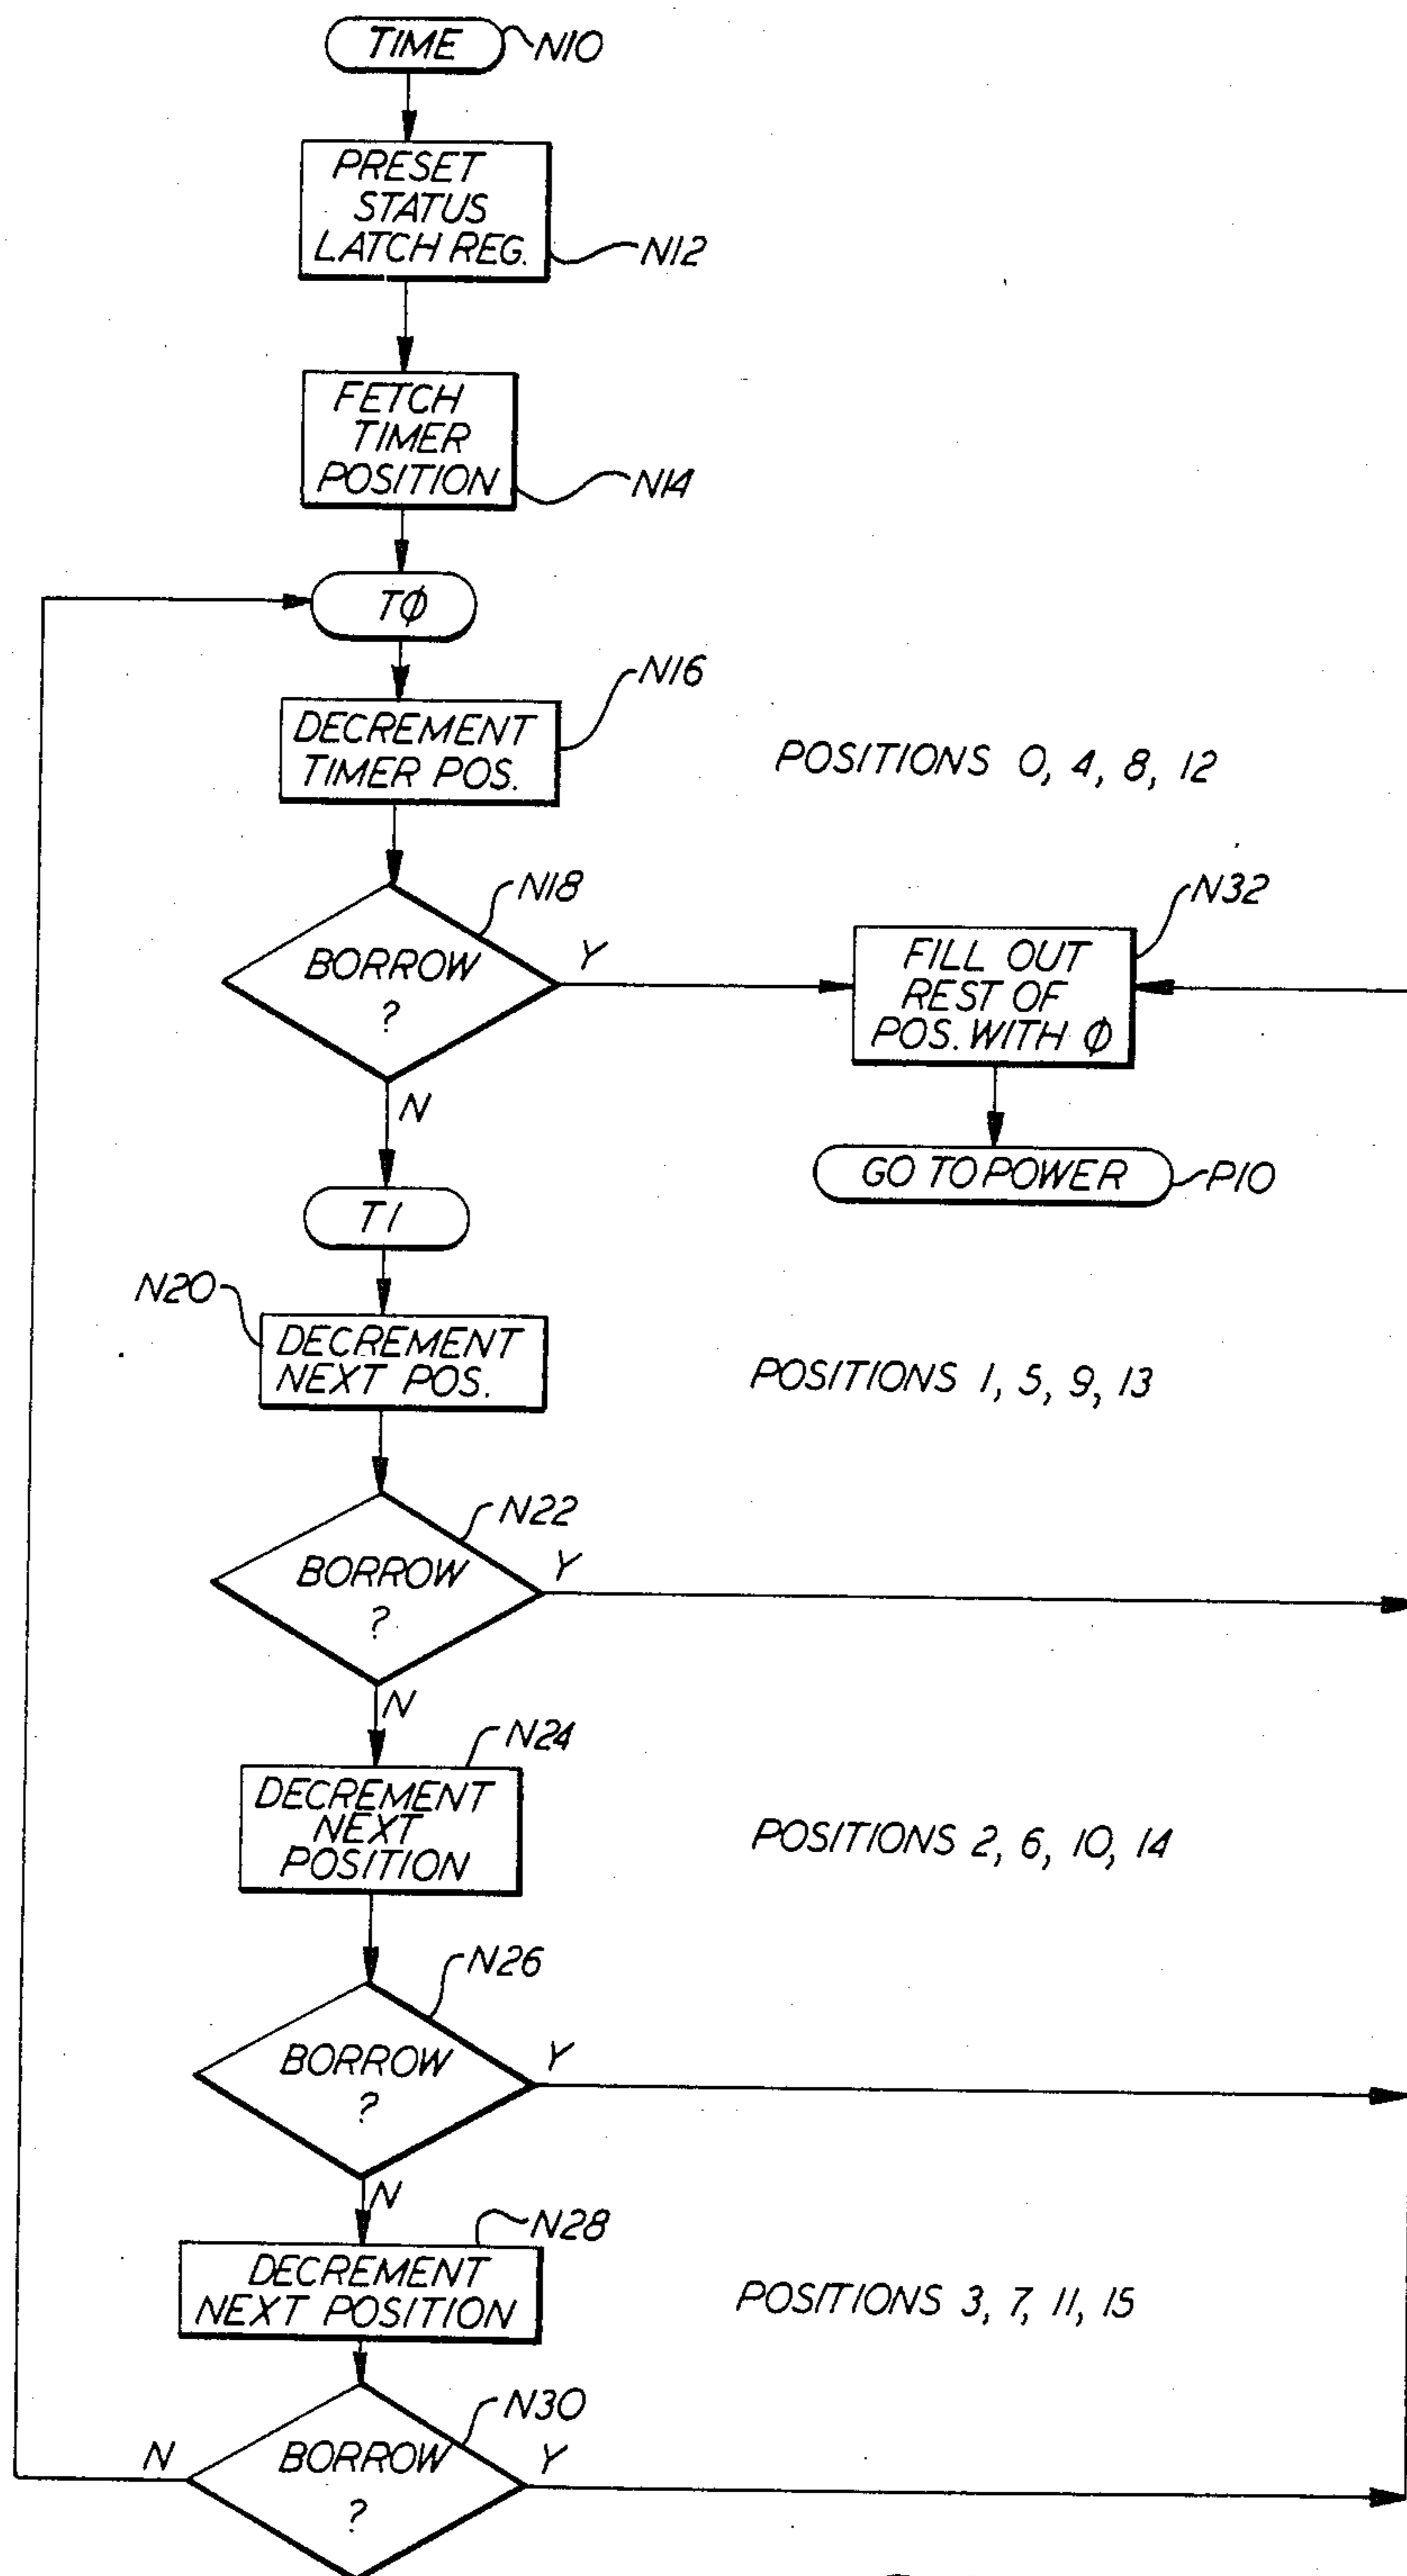 TIME
N10
PRESET
STATUS
LATCH REG.
N12
FETCH
TIMER
POSITION
N14
TØ
N16
DECREMENT
TIMER POS.
POSITIONS 0, 4, 8, 12
N18
BORROW
?
Y
N
N32
FILL OUT
REST OF
POS. WITH Ø
GO TO POWER
P10
T1
N20
DECREMENT
NEXT POS.
POSITIONS 1, 5, 9, 13
N22
BORROW
?
Y
N
N24
DECREMENT
NEXT
POSITION
POSITIONS 2, 6, 10, 14
N26
BORROW
?
Y
N
N28
DECREMENT
NEXT POSITION
POSITIONS 3, 7, 11, 15
N30
BORROW
?
N
Y